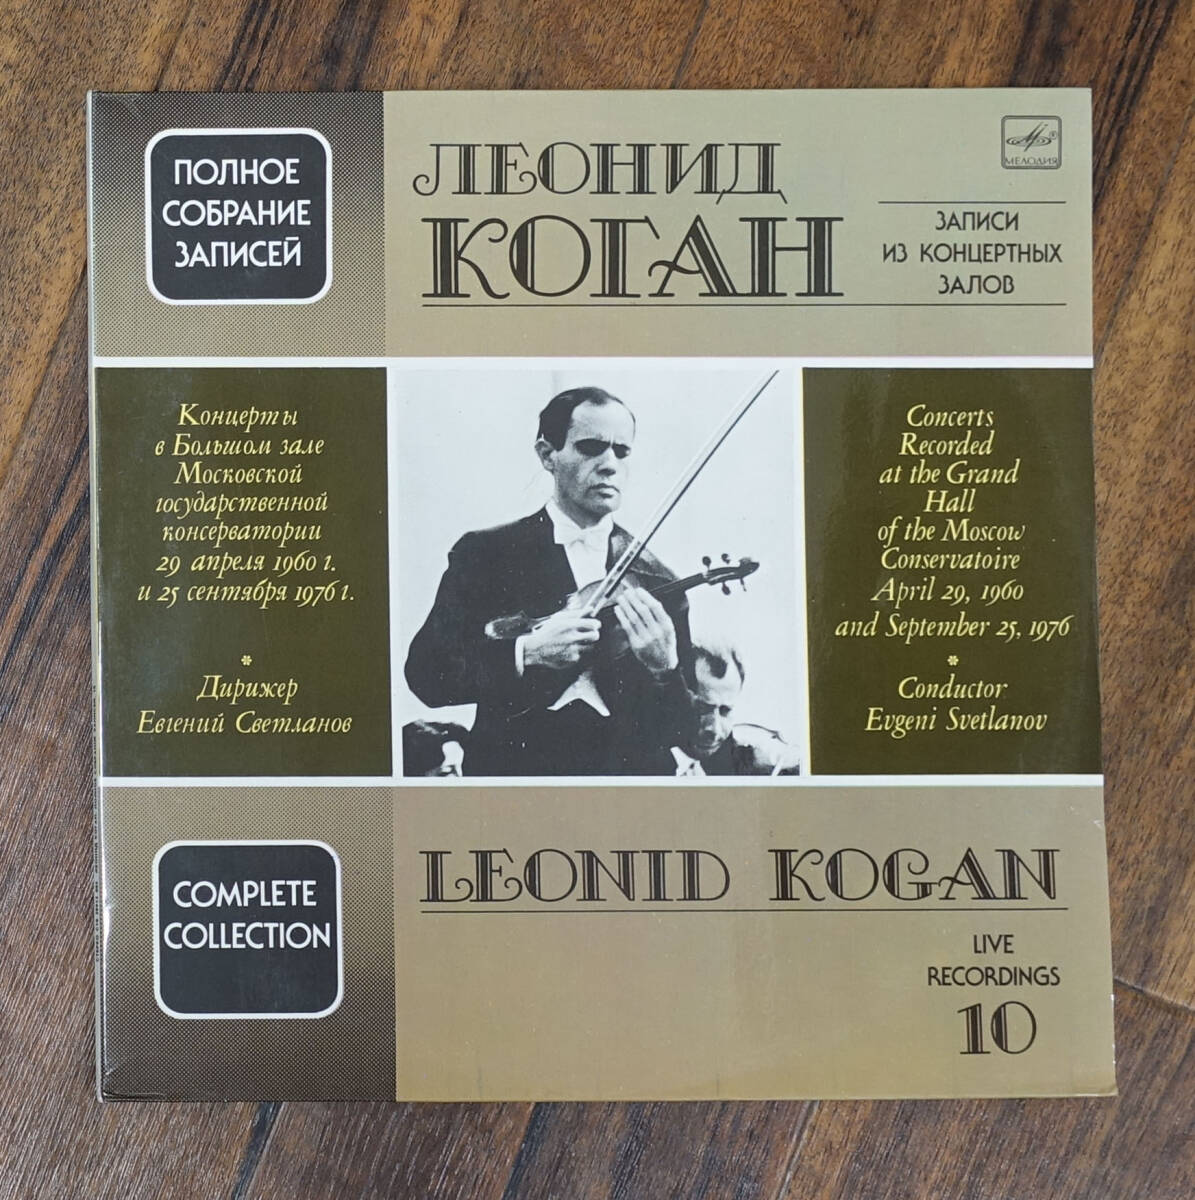 ПОЛНОЕ
СОБРАНИЕ
ЗАПИСЕЙ
ЛЕОНИД
КОГАН
МЕЛОДИЯ
ЗАПИСИ
ИЗ КОНЦЕРТНЫХ
ЗАЛОВ
Концерты
в Большом зале
Московской
государственной
консерватории
29 апреля 1960 г.
и 25 сентября 1976 г.
*
Дирижер
Евгений Светланов
Concerts
Recorded
at the Grand
Hall
of the Moscow
Conservatoire
April 29, 1960
and September 25, 1976
*
Conductor
Evgeni Svetlanov
COMPLETE
COLLECTION
LEONID KOGAN
LIVE
RECORDINGS
10